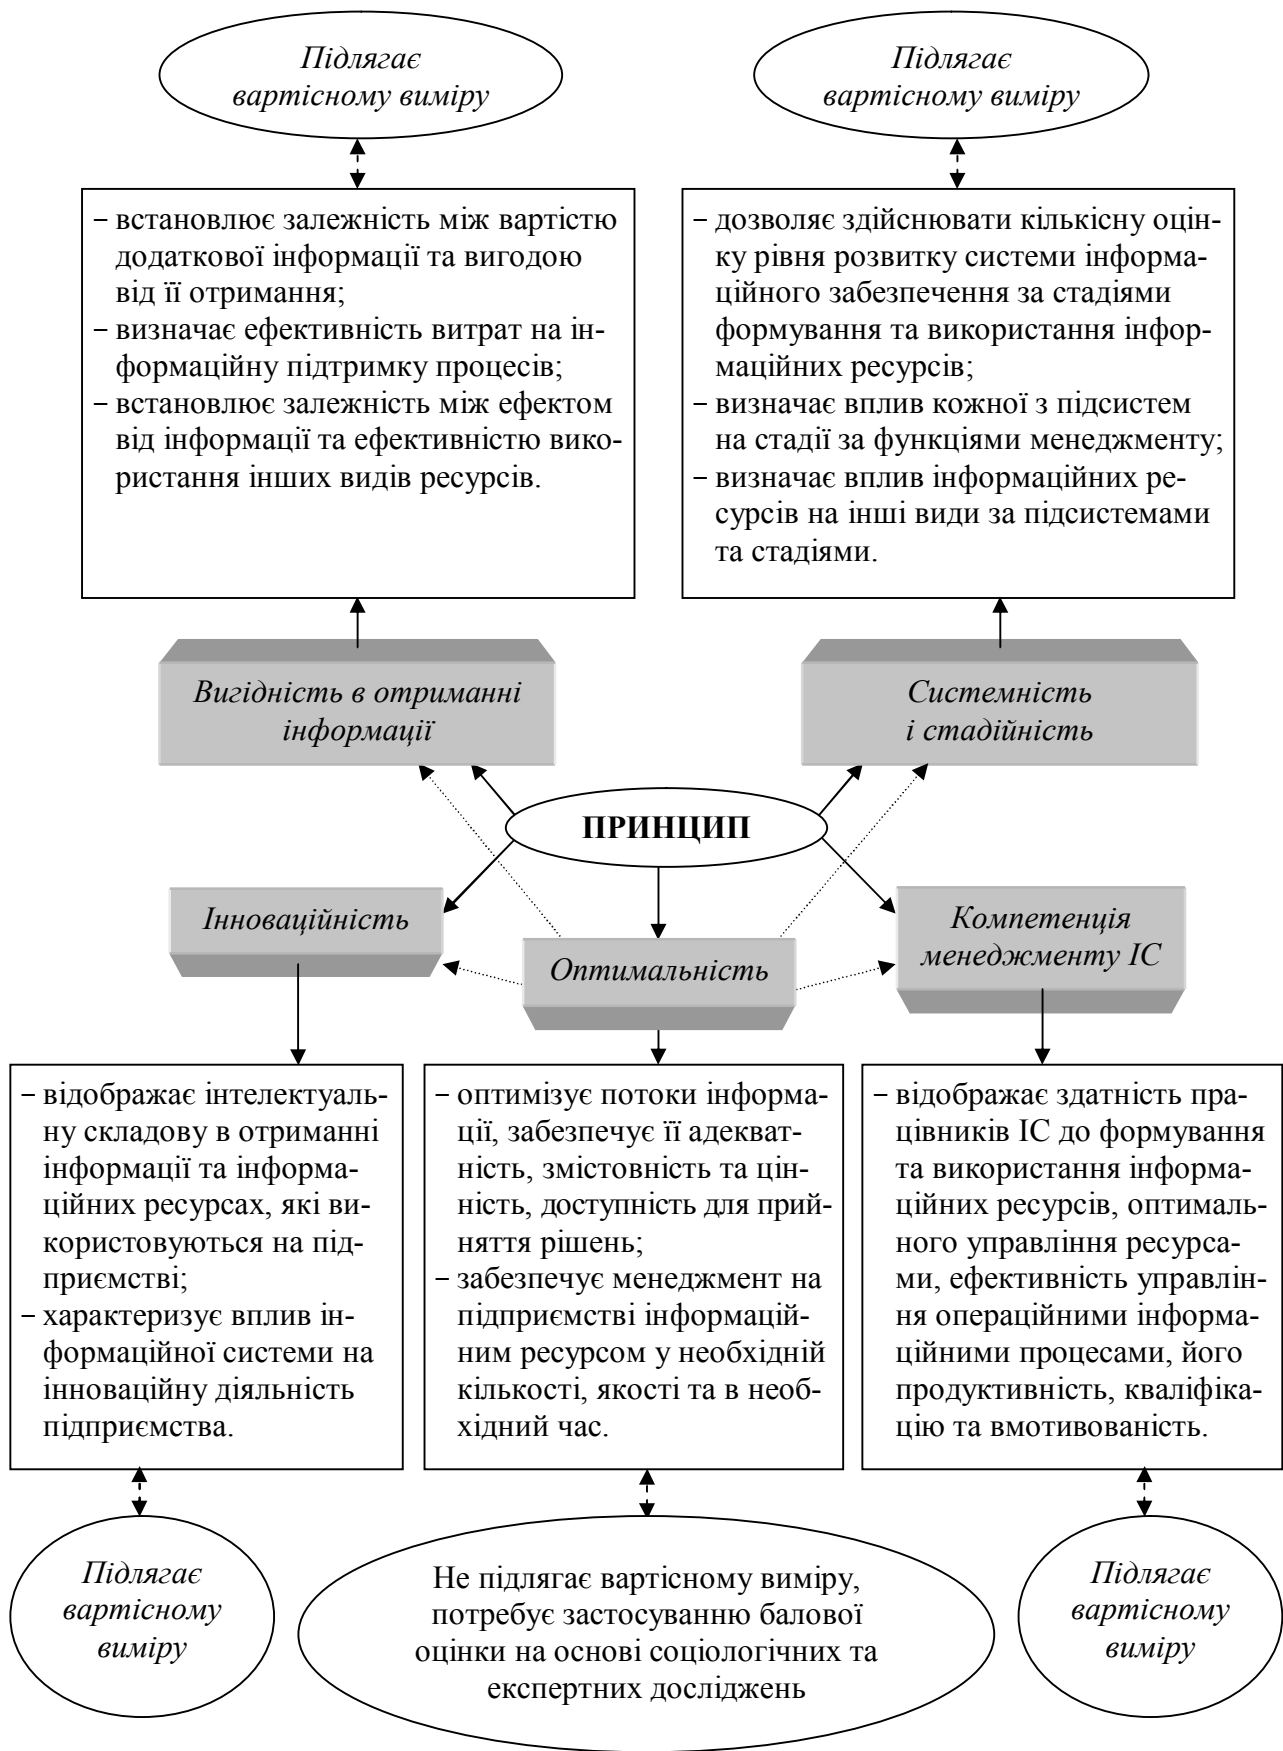 Підлягає
вартісному виміру
Підлягає
вартісному виміру
− встановлює залежність між вартістю
додаткової інформації та вигодою
від її отримання;
− визначає ефективність витрат на ін-
формаційну підтримку процесів;
− встановлює залежність між ефектом
від інформації та ефективністю вико-
ристання інших видів ресурсів.
− дозволяє здійснювати кількісну оцін-
ку рівня розвитку системи інформа-
ційного забезпечення за стадіями
формування та використання інфор-
маційних ресурсів;
− визначає вплив кожної з підсистем
на стадії за функціями менеджменту;
− визначає вплив інформаційних ре-
сурсів на інші види за підсистемами
та стадіями.
Вигідність в отриманні
інформації
Системність
і стадійність
ПРИНЦИП
Інноваційність
Оптимальність
Компетенція
менеджменту ІС
− відображає інтелектуаль-
ну складову в отриманні
інформації та інформа-
ційних ресурсах, які ви-
користовуються на під-
приємстві;
− характеризує вплив ін-
формаційної системи на
інноваційну діяльність
підприємства.
− оптимізує потоки інформа-
ції, забезпечує її адекват-
ність, змістовність та цін-
ність, доступність для прий-
няття рішень;
− забезпечує менеджмент на
підприємстві інформацій-
ним ресурсом у необхідній
кількості, якості та в необ-
хідний час.
− відображає здатність пра-
цівників ІС до формування
та використання інформа-
ційних ресурсів, оптималь-
ного управління ресурса-
ми, ефективність управлін-
ня операційними інформа-
ційними процесами, його
продуктивність, кваліфіка-
цію та вмотивованість.
Підлягає
вартісному
виміру
Не підлягає вартісному виміру,
потребує застосуванню балової
оцінки на основі соціологічних та
експертних досліджень
Підлягає
вартісному
виміру